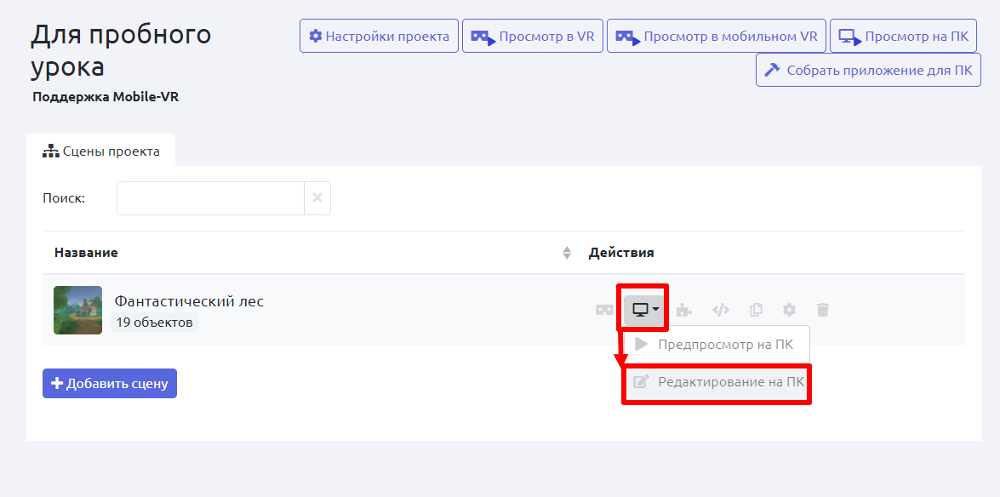 Для пробного
урока
Поддержка Mobile-VR
Настройки проекта
Просмотр в VR
Просмотр в мобильном VR
Просмотр на ПК
Собрать приложение для ПК
Сцены проекта
Поиск:
Название
Действия
Фантастический лес
19 объектов
Предпросмотр на ПК
Редактирование на ПК
Добавить сцену